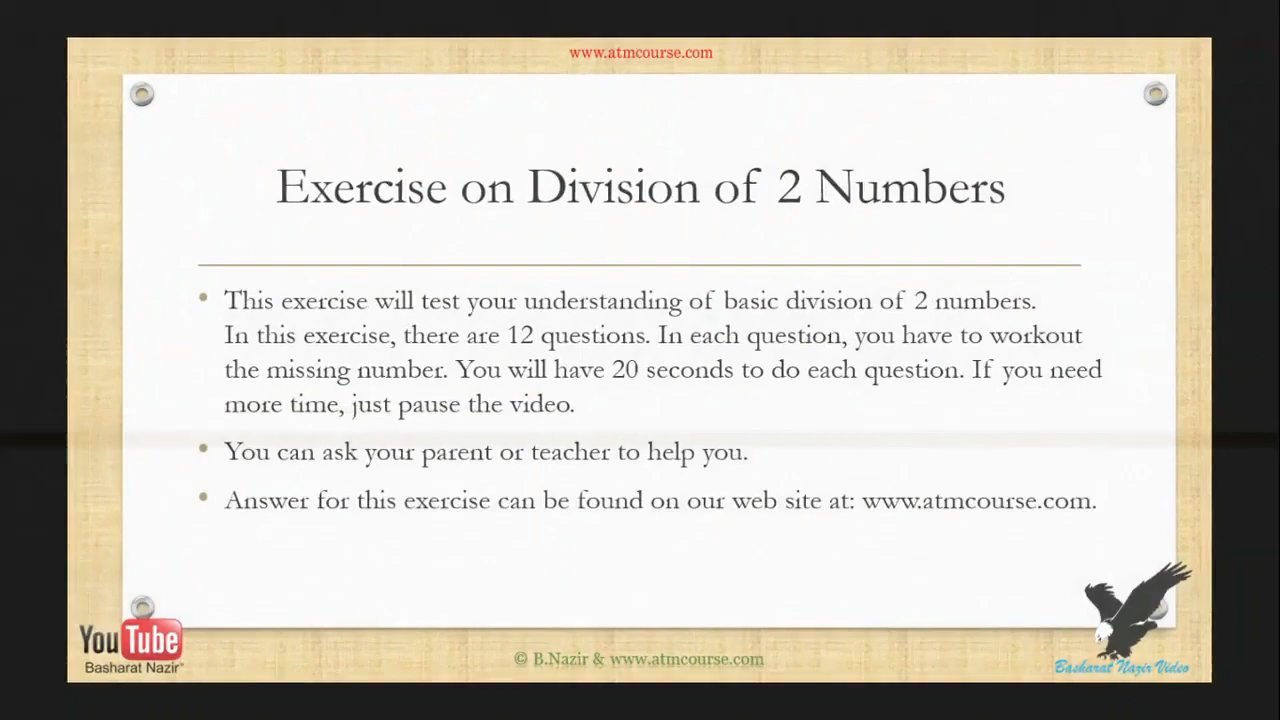 www.atmcourse.com
Exercise on Division of 2 Numbers
• This exercise will test your understanding of basic division of 2 numbers.
In this exercise, there are 12 questions. In each question, you have to workout
the missing number. You will have 20 seconds to do each question. If you need
more time, just pause the video.
• You can ask your parent or teacher to help you.
• Answer for this exercise can be found on our web site at: www.atmcourse.com.
YouTube
Basharat Nazir™
© B.Nazir & www.atmcourse.com
Basharat Nazir Video